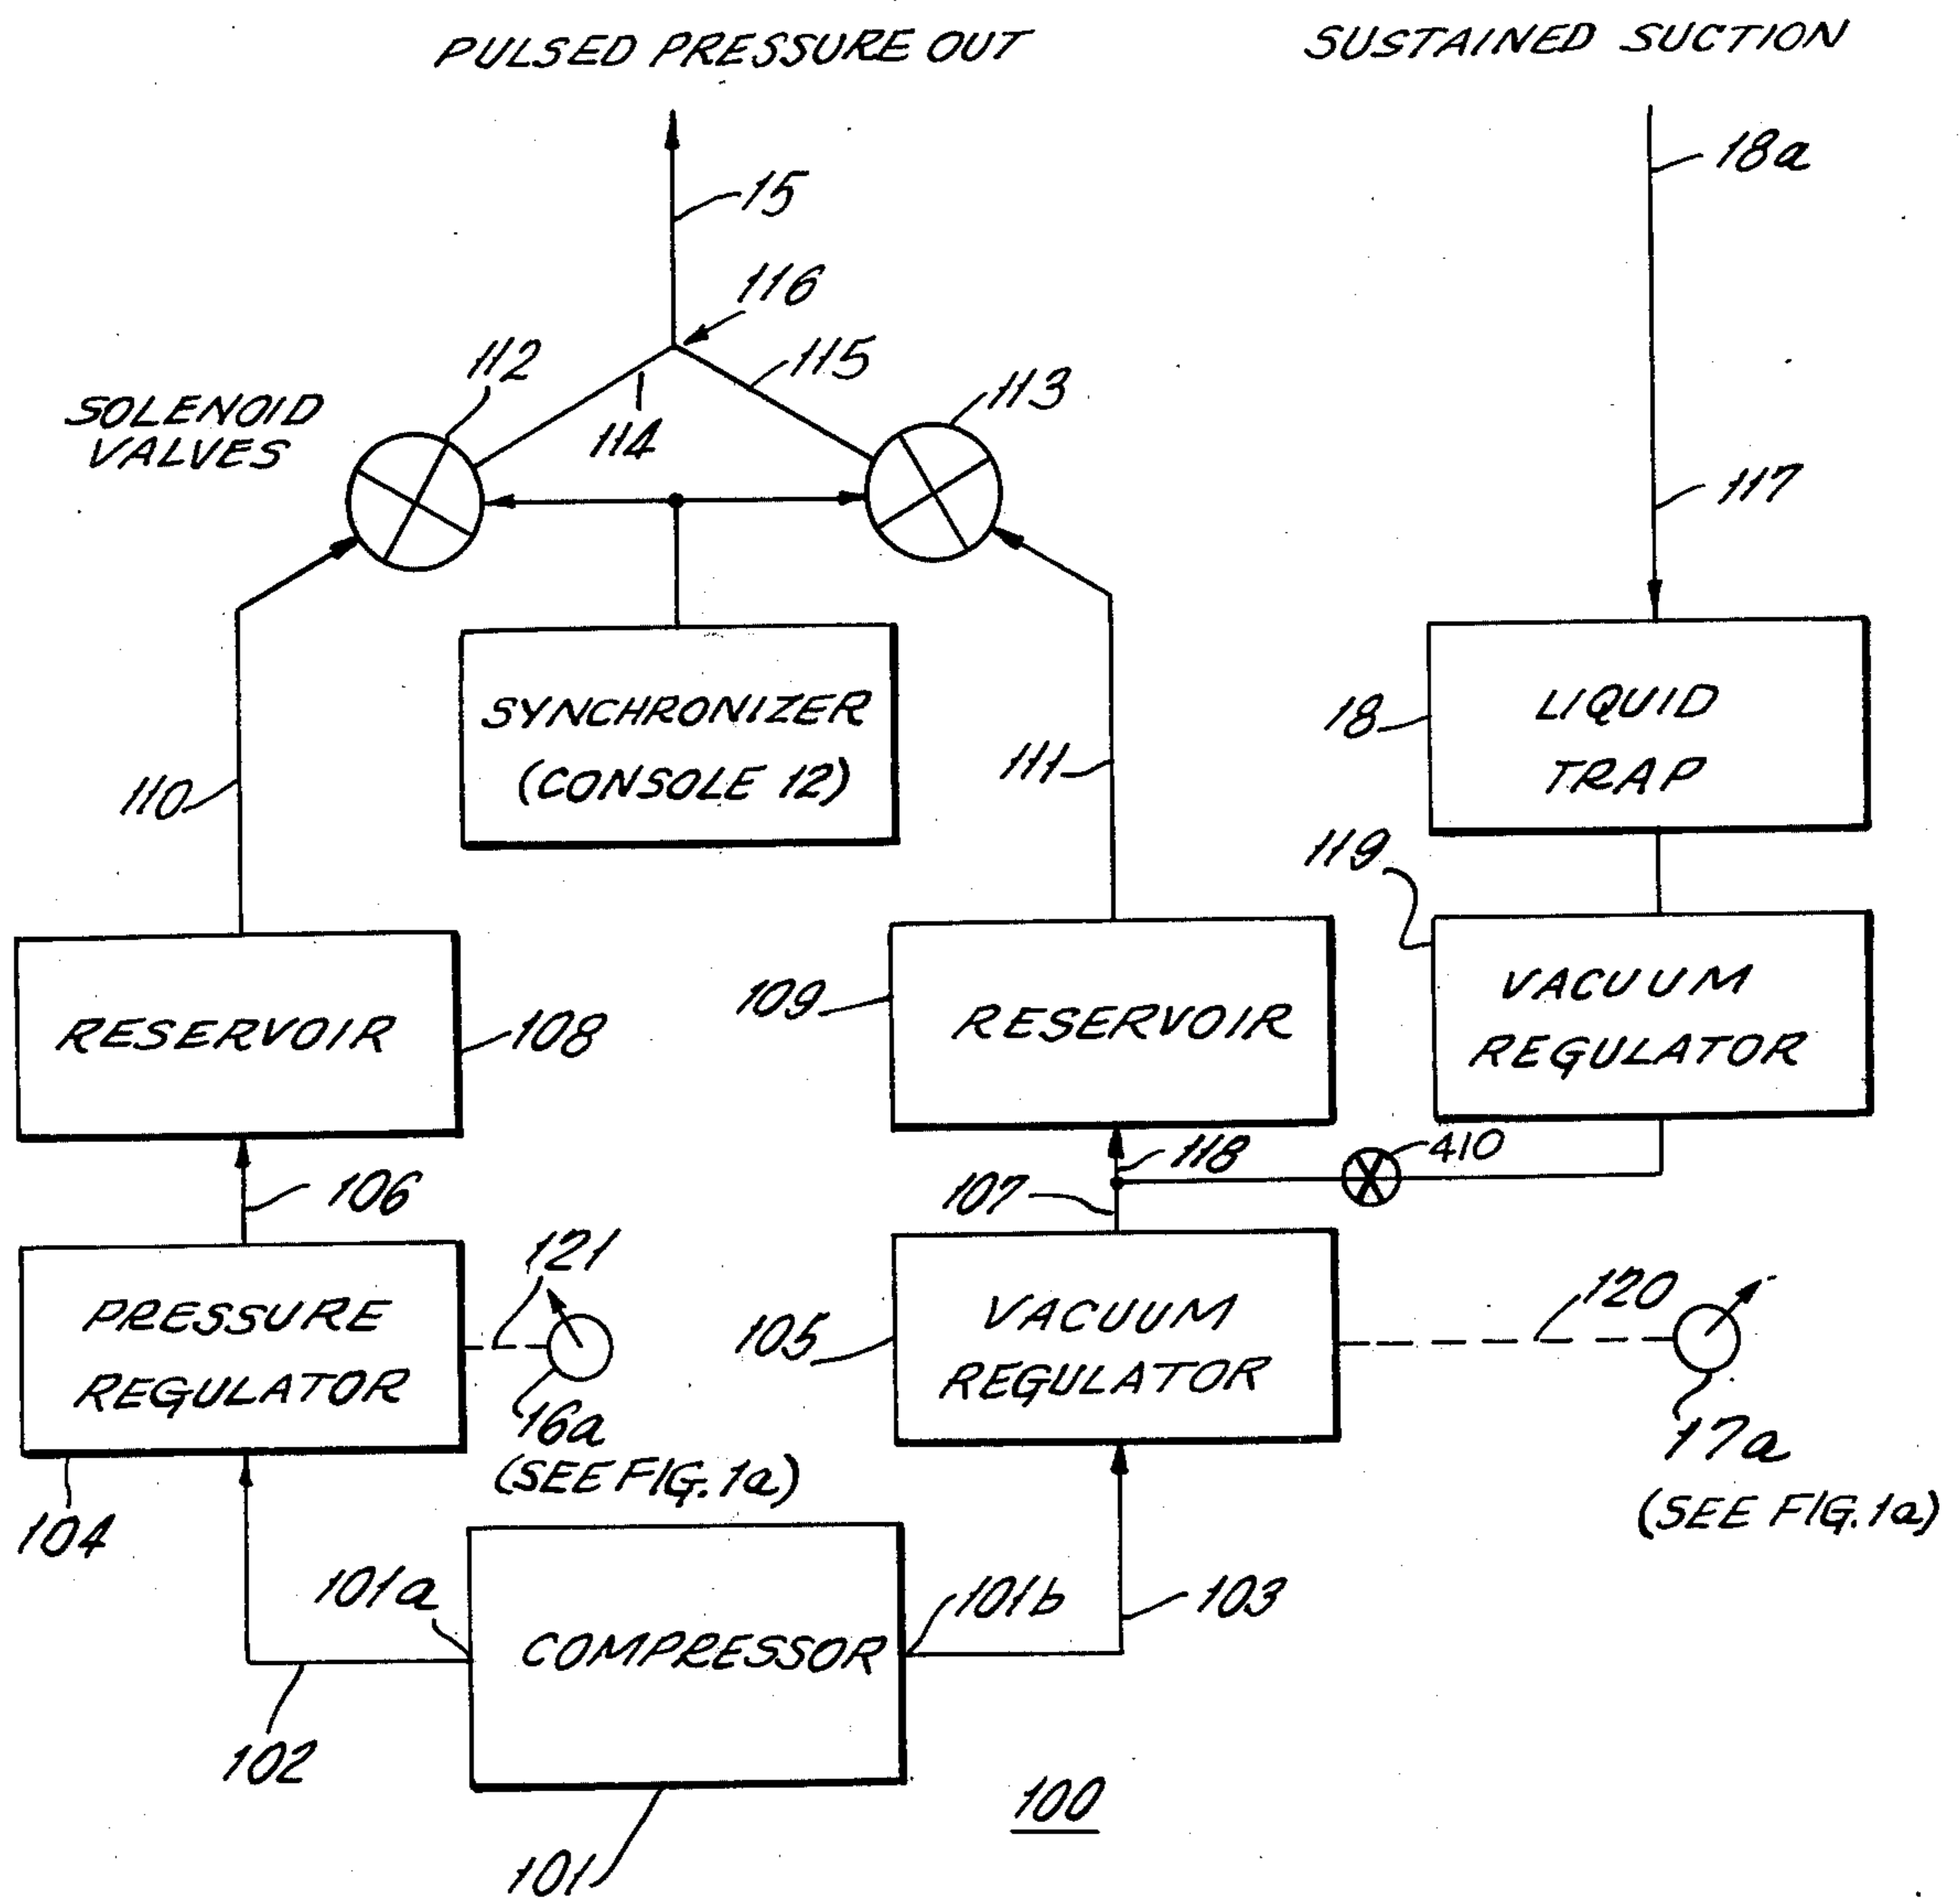 PULSED PRESSURE OUT
SUSTAINED SUCTION
18a
15
116
112
115
113
SOLENOID
VALVES
114
117
SYNCHRONIZER
(CONSOLE 12)
110
111
18
LIQUID
TRAP
119
VACUUM
REGULATOR
RESERVOIR
108
109
RESERVOIR
410
118
107
106
121
120
PRESSURE
REGULATOR
105
VACUUM
REGULATOR
16a
(SEE FIG. 1a)
17a
(SEE FIG. 1a)
104
101a
COMPRESSOR
101b
103
102
100
101